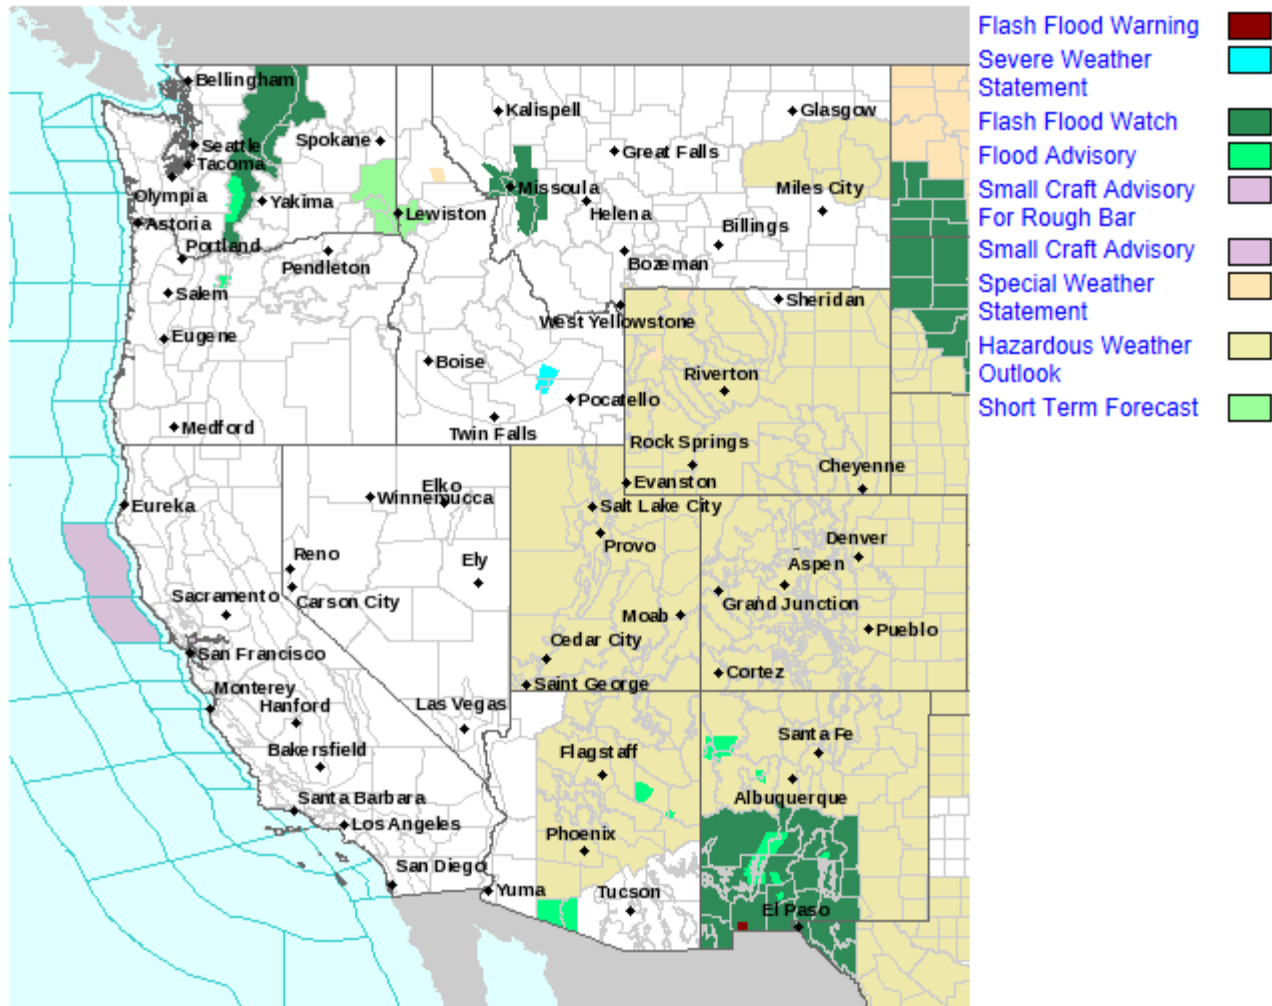 Flash Flood Warning
Severe Weather
Statement
Flash Flood Watch
Flood Advisory
Small Craft Advisory
For Rough Bar
Small Craft Advisory
Special Weather
Statement
Hazardous Weather
Outlook
Short Term Forecast
Bellingham
Kalispell
Glasgow
Seattle
Spokane
Great Falls
Tacoma
Olympia
Yakima
Missoula
Miles City
Lewiston
Helena
Astoria
Billings
Portland
Pendleton
Bozeman
Salem
Sheridan
West Yellowstone
Eugene
Boise
Riverton
Pocatello
Medford
Twin Falls
Rock Springs
Cheyenne
Evanston
Elko
Winnemucca
Eureka
Salt Lake City
Provo
Denver
Reno
Ely
Aspen
Sacramento
Carson City
Grand Junction
Moab
Pueblo
Cedar City
San Francisco
Cortez
Saint George
Monterey
Hanford
Las Vegas
Santa Fe
Bakersfield
Flagstaff
Albuquerque
Santa Barbara
Los Angeles
Phoenix
San Diego
Yuma
Tucson
El Paso